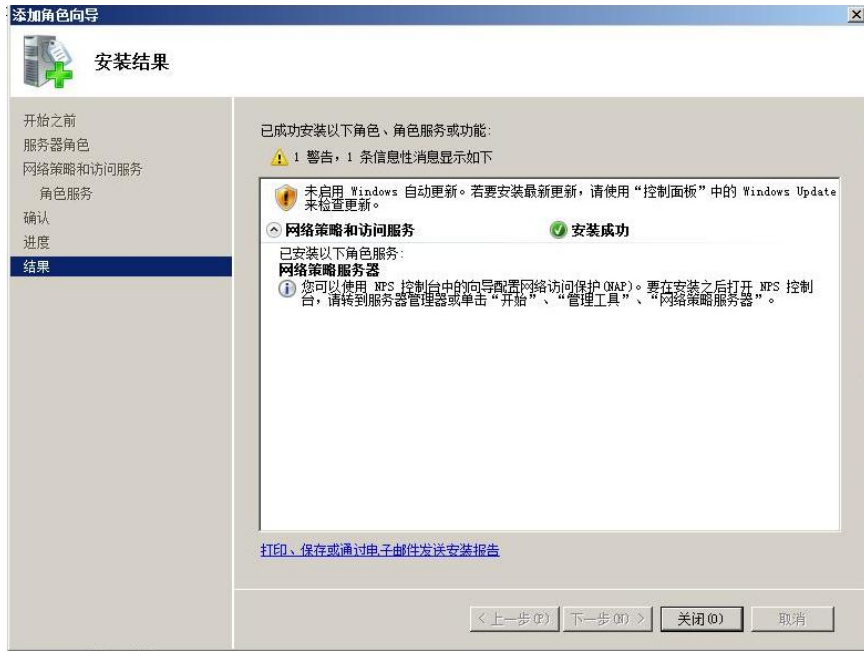 添加角色向导
安装结果
开始之前
服务器角色
网络策略和访问服务
角色服务
确认
进度
结果
已成功安装以下角色、角色服务或功能:
1 警告，1 条信息性消息显示如下
未启用 Windows 自动更新。若要安装最新更新，请使用“控制面板”中的 Windows Update
来检查更新。
网络策略和访问服务 安装成功
已安装以下角色服务:
网络策略服务器
您可以使用 NPS 控制台中的向导配置网络访问保护(NAP)。要在安装之后打开 NPS 控制
台，请转到服务器管理器或单击“开始”、“管理工具”、“网络策略服务器”。
打印、保存或通过电子邮件发送安装报告
< 上一步(P) 下一步(N) > 关闭(O) 取消